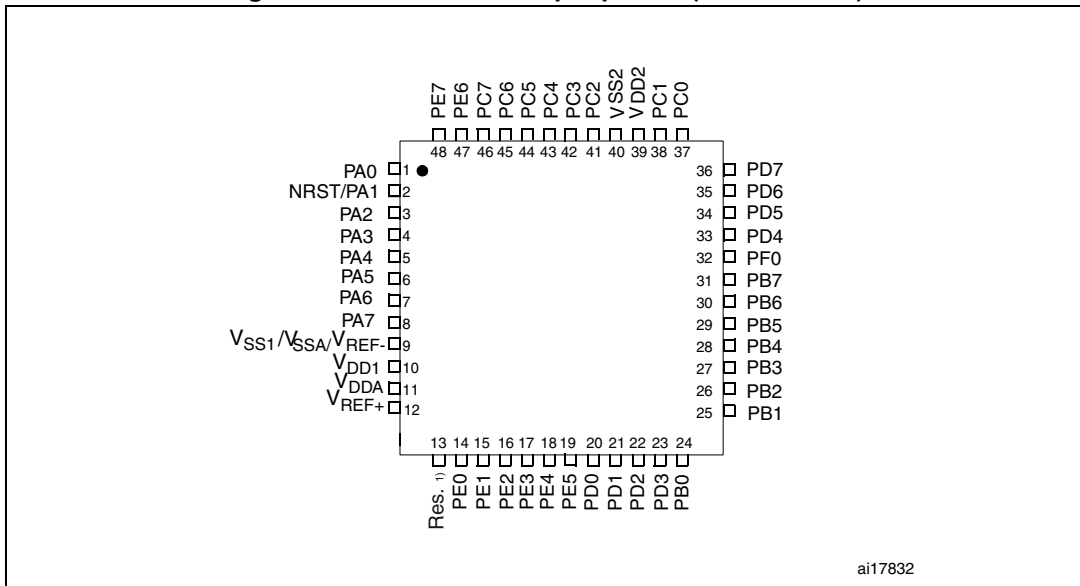 PE7
PE6
PC7
PC6
PC5
PC4
PC3
PC2
VSS2
VDD2
PC1
PC0
48 47 46 45 44 43 42 41 40 39 38 37
PA0 1
NRST/PA1 2
PA2 3
PA3 4
PA4 5
PA5 6
PA6 7
PA7 8
VSS1/VSSA/VREF- 9
VDD1 10
VDDA 11
VREF+ 12
36 PD7
35 PD6
34 PD5
33 PD4
32 PF0
31 PB7
30 PB6
29 PB5
28 PB4
27 PB3
26 PB2
25 PB1
13 14 15 16 17 18 19 20 21 22 23 24
Res. 1)
PE0
PE1
PE2
PE3
PE4
PE5
PD0
PD1
PD2
PD3
PB0
ai17832